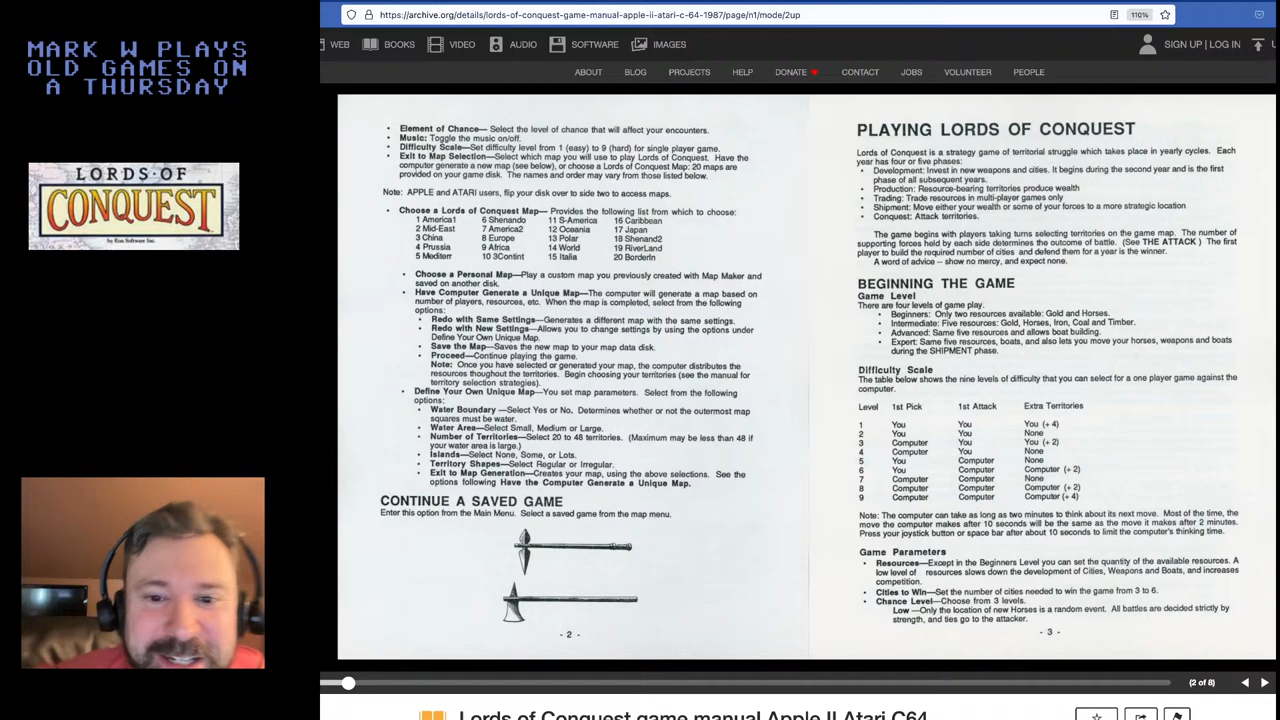 MARK W PLAYS
OLD GAMES ON
A THURSDAY
LORDS OF
CONQUEST
by Eon Software Inc.
https://archive.org/details/lords-of-conquest-game-manual-apple-ii-atari-c-64-1987/page/n1/mode/2up
110%
WEB BOOKS VIDEO AUDIO SOFTWARE IMAGES SIGN UP | LOG IN
ABOUT BLOG PROJECTS HELP DONATE CONTACT JOBS VOLUNTEER PEOPLE
• Element of Chance— Select the level of chance that will affect your encounters.
• Music: Toggle the music on/off.
• Difficulty Scale— Set difficulty level from 1 (easy) to 9 (hard) for single player game.
• Exit to Map Selection—Select which map you will use to play Lords of Conquest. Have the
computer generate a new map (see below), or choose a Lords of Conquest Map: 20 maps are
provided on your game disk. The names and order may vary from those listed below.
Note: APPLE and ATARI users, flip your disk over to side two to access maps.
• Choose a Lords of Conquest Map— Provides the following list from which to choose:
1 America1 6 Shenando 11 S-America 16 Caribbean
2 Mid-East 7 America2 12 Oceania 17 Japan
3 China 8 Europe 13 Polar 18 Shenand2
4 Prussia 9 Africa 14 World 19 RiverLand
5 Mediterr 10 3Contint 15 Italia 20 BorderIn
• Choose a Personal Map—Play a custom map you previously created with Map Maker and
saved on another disk.
• Have Computer Generate a Unique Map—The computer will generate a map based on
number of players, resources, etc. When the map is completed, select from the following
options:
• Redo with Same Settings—Generates a different map with the same settings.
• Redo with New Settings—Allows you to change settings by using the options under
Define Your Own Unique Map.
• Save the Map—Saves the new map to your map data disk.
• Proceed—Continue playing the game.
Note: Once you have selected or generated your map, the computer distributes the
resources thoughout the territories. Begin choosing your territories (see the manual for
territory selection strategies).
• Define Your Own Unique Map—You set map parameters. Select from the following
options:
• Water Boundary —Select Yes or No. Determines whether or not the outermost map
squares must be water.
• Water Area—Select Small, Medium or Large.
• Number of Territories—Select 20 to 48 territories. (Maximum may be less than 48 if
your water area is large.)
• Islands—Select None, Some, or Lots.
• Territory Shapes—Select Regular or Irregular.
• Exit to Map Generation—Creates your map, using the above selections. See the
options following Have the Computer Generate a Unique Map.
CONTINUE A SAVED GAME
Enter this option from the Main Menu. Select a saved game from the map menu.
- 2 -
PLAYING LORDS OF CONQUEST
Lords of Conquest is a strategy game of territorial struggle which takes place in yearly cycles. Each
year has four or five phases:
• Development: Invest in new weapons and cities. It begins during the second year and is the first
phase of all subsequent years.
• Production: Resource-bearing territories produce wealth
• Trading: Trade resources in multi-player games only
• Shipment: Move either your wealth or some of your forces to a more strategic location
• Conquest: Attack territories.
The game begins with players taking turns selecting territories on the game map. The number of
supporting forces held by each side determines the outcome of battle. (See THE ATTACK ) The first
player to build the required number of cities and defend them for a year is the winner.
A word of advice -- show no mercy, and expect none.
BEGINNING THE GAME
Game Level
There are four levels of game play.
• Beginners: Only two resources available: Gold and Horses.
• Intermediate: Five resources: Gold, Horses, Iron, Coal and Timber.
• Advanced: Same five resources and allows boat building.
• Expert: Same five resources, boats, and also lets you move your horses, weapons and boats
during the SHIPMENT phase.
Difficulty Scale
The table below shows the nine levels of difficulty that you can select for a one player game against the
computer.
Level 1st Pick 1st Attack Extra Territories
1 You You You (+ 4)
2 You You None
3 Computer You You (+ 2)
4 Computer You None
5 You Computer None
6 You Computer Computer (+ 2)
7 Computer Computer None
8 Computer Computer Computer (+ 2)
9 Computer Computer Computer (+ 4)
Note: The computer can take as long as two minutes to think about its next move. Most of the time, the
move the computer makes after 10 seconds will be the same as the move it makes after 2 minutes.
Press your joystick button or space bar after about 10 seconds to limit the computer's thinking time.
Game Parameters
• Resources—Except in the Beginners Level you can set the quantity of the available resources. A
low level of resources slows down the development of Cities, Weapons and Boats, and increases
competition.
• Cities to Win—Set the number of cities needed to win the game from 3 to 6.
• Chance Level—Choose from 3 levels.
Low —Only the location of new Horses is a random event. All battles are decided strictly by
strength, and ties go to the attacker.
- 3 -
(2 of 8)
Lords of Conquest game manual Apple II Atari C64